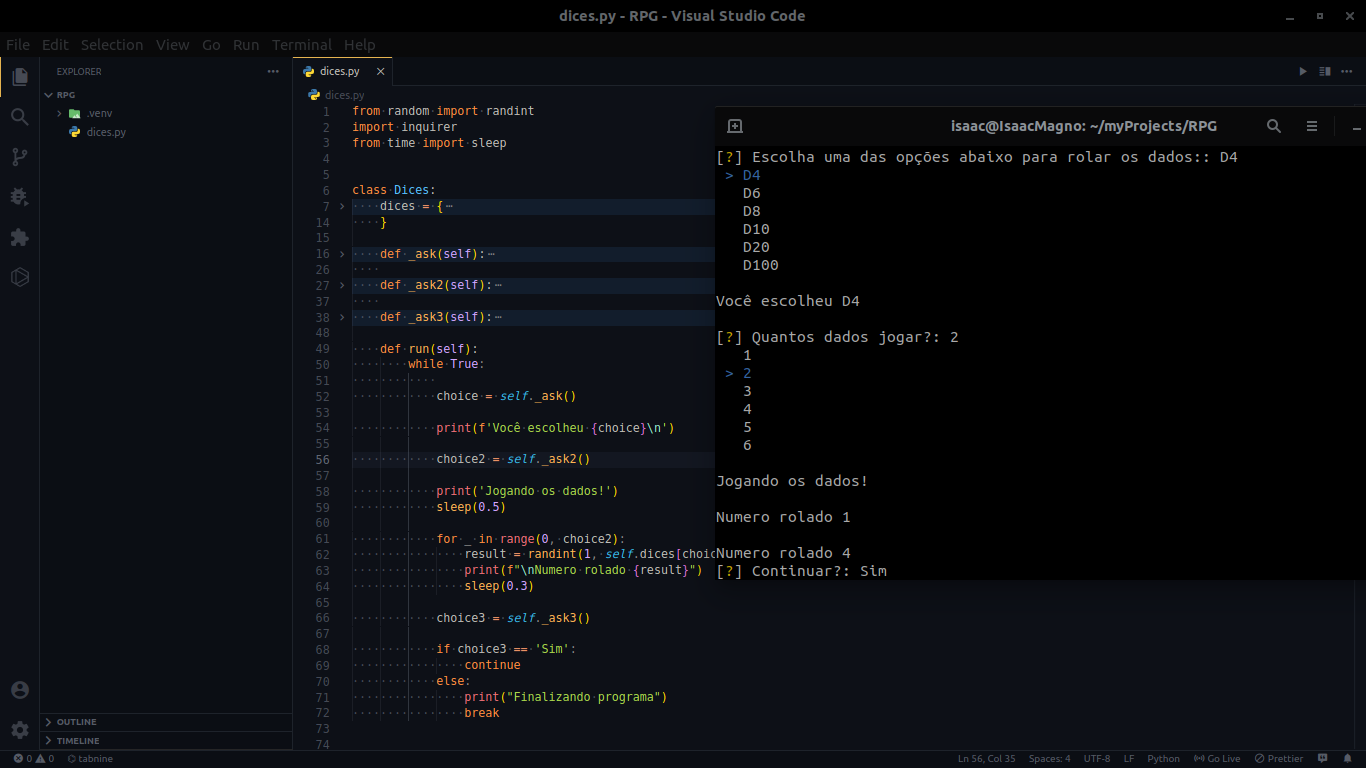 dices.py - RPG - Visual Studio Code
File Edit Selection View Go Run Terminal Help
EXPLORER
RPG
.venv
dices.py
OUTLINE
TIMELINE
dices.py
dices.py
1 from random import randint
2 import inquirer
3 from time import sleep
4
5
6 class Dices:
7 dices = {
14 }
15
16 def _ask(self):
26
27 def _ask2(self):
37
38 def _ask3(self):
48
49 def run(self):
50 while True:
51
52 choice = self._ask()
53
54 print(f'Você escolheu {choice}\n')
55
56 choice2 = self._ask2()
57
58 print('Jogando os dados!')
59 sleep(0.5)
60
61 for _ in range(0, choice2):
62 result = randint(1, self.dices[choic
63 print(f"\nNumero rolado {result}")
64 sleep(0.3)
65
66 choice3 = self._ask3()
67
68 if choice3 == 'Sim':
69 continue
70 else:
71 print("Finalizando programa")
72 break
73
74
isaac@IsaacMagno: ~/myProjects/RPG
[?] Escolha uma das opções abaixo para rolar os dados:: D4
> D4
D6
D8
D10
D20
D100
Você escolheu D4
[?] Quantos dados jogar?: 2
1
> 2
3
4
5
6
Jogando os dados!
Numero rolado 1
Numero rolado 4
[?] Continuar?: Sim
0 0 tabnine Ln 56, Col 35 Spaces: 4 UTF-8 LF Python Go Live Prettier